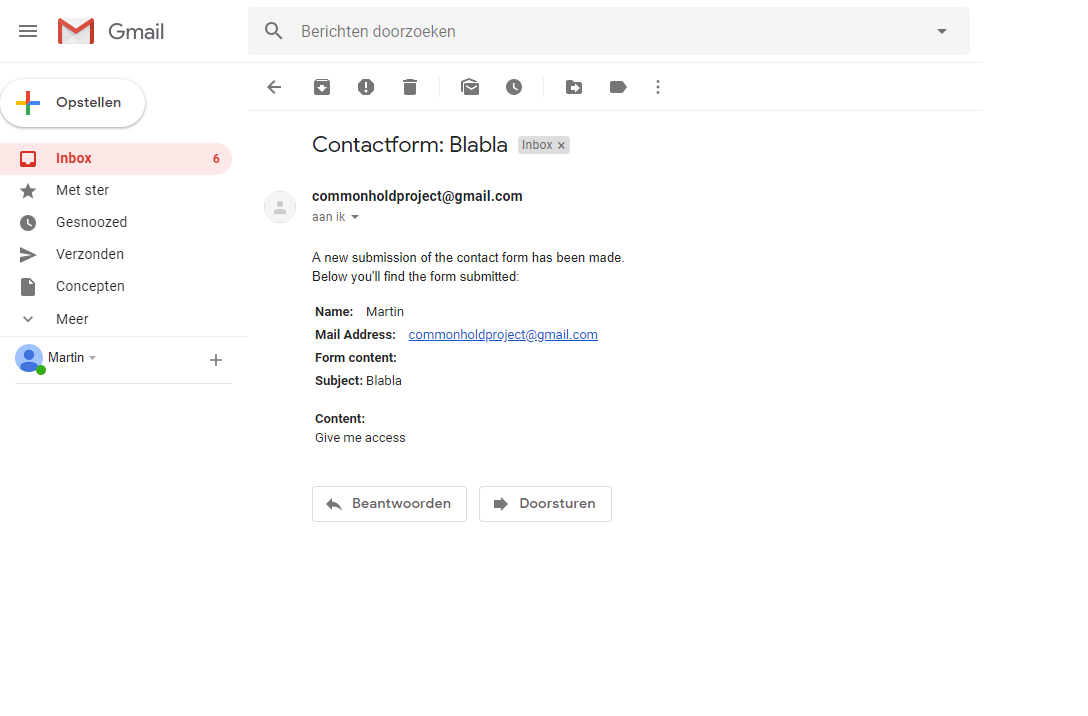 Gmail
Berichten doorzoeken
Opstellen
Inbox 6
Met ster
Gesnoozed
Verzonden
Concepten
Meer
Martin
Contactform: Blabla Inbox x
commonholdproject@gmail.com
aan ik
A new submission of the contact form has been made.
Below you'll find the form submitted:
Name: Martin
Mail Address: commonholdproject@gmail.com
Form content:
Subject: Blabla
Content:
Give me access
Beantwoorden Doorsturen